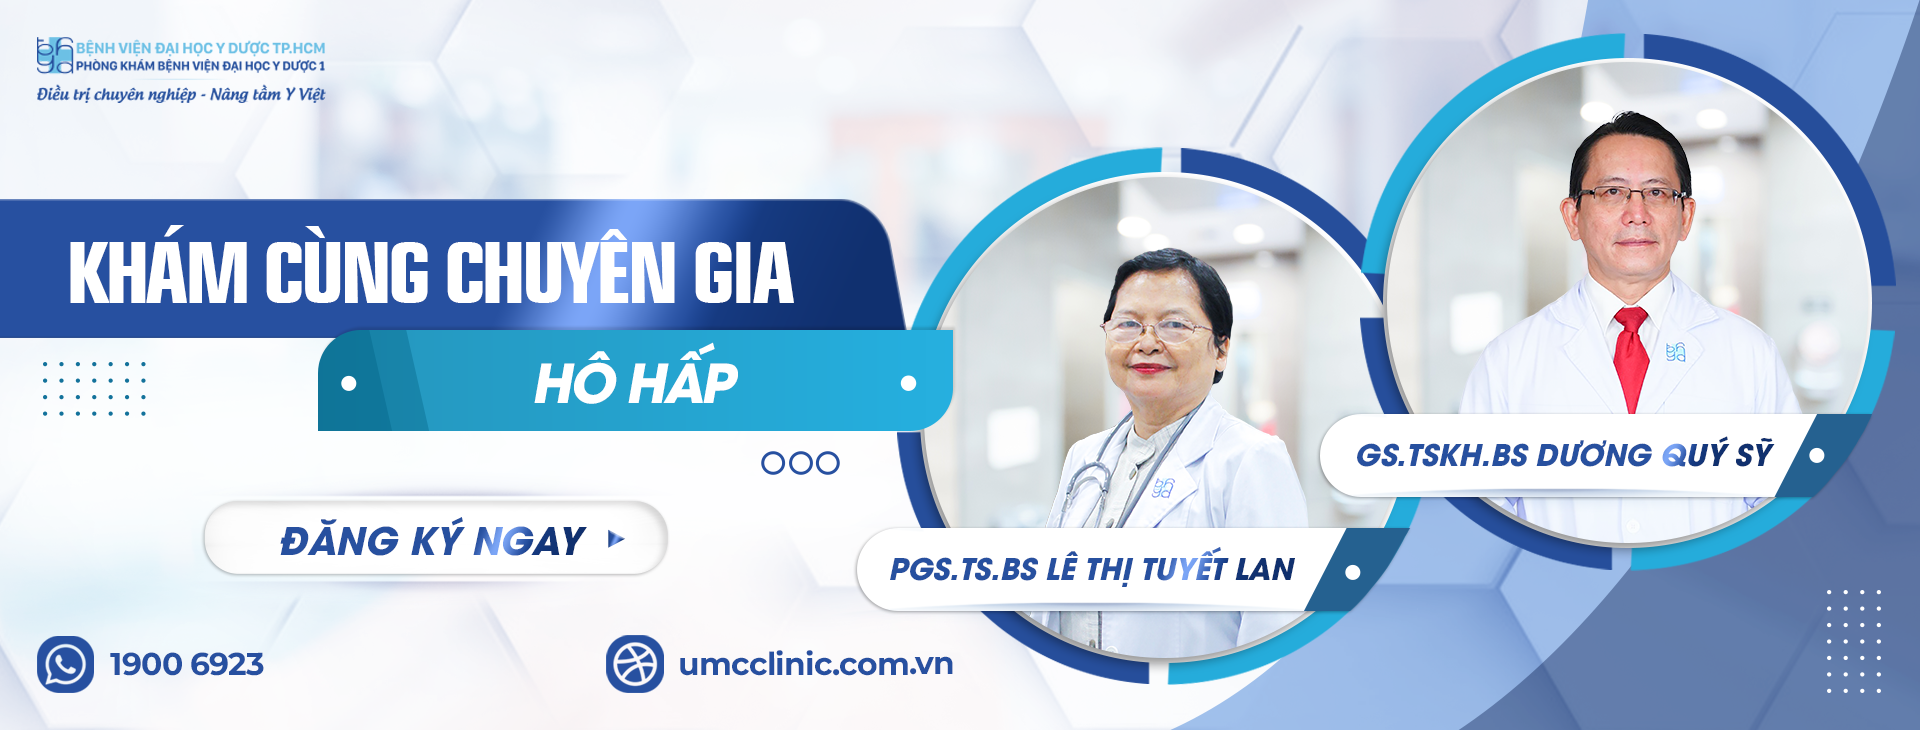 BỆNH VIỆN ĐẠI HỌC Y DƯỢC TP.HCM
PHÒNG KHÁM BỆNH VIỆN ĐẠI HỌC Y DƯỢC 1
Điều trị chuyên nghiệp - Nâng tầm Y Việt
KHÁM CÙNG CHUYÊN GIA
HÔ HẤP
ĐĂNG KÝ NGAY
GS.TSKH.BS DƯƠNG QUÝ SỸ
PGS.TS.BS LÊ THỊ TUYẾT LAN
1900 6923
umcclinic.com.vn